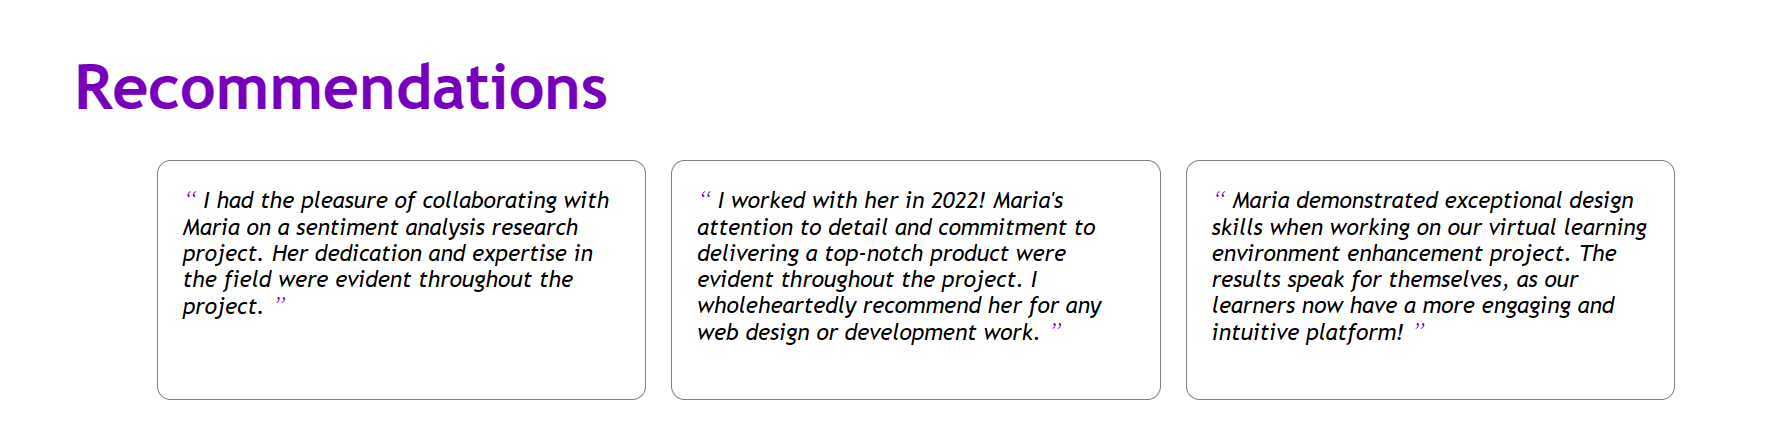 Recommendations
“ I had the pleasure of collaborating with
Maria on a sentiment analysis research
project. Her dedication and expertise in
the field were evident throughout the
project. ”
“ I worked with her in 2022! Maria's
attention to detail and commitment to
delivering a top-notch product were
evident throughout the project. I
wholeheartedly recommend her for any
web design or development work. ”
“ Maria demonstrated exceptional design
skills when working on our virtual learning
environment enhancement project. The
results speak for themselves, as our
learners now have a more engaging and
intuitive platform! ”